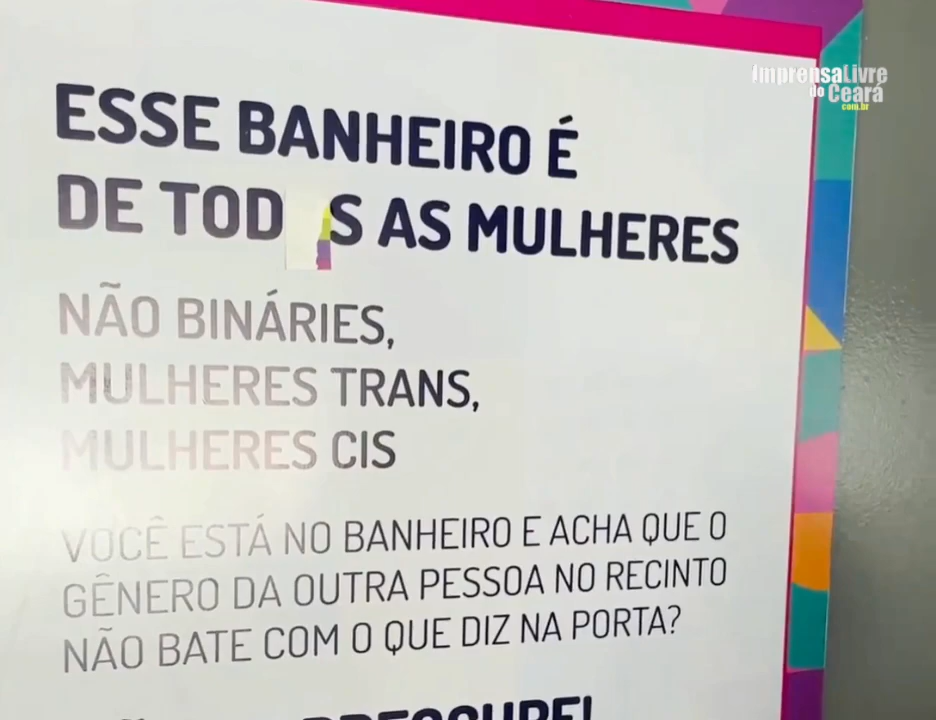 ImprensaLivre
do Ceará
com.br
ESSE BANHEIRO É
DE TOD S AS MULHERES
NÃO BINÁRIES,
MULHERES TRANS,
MULHERES CIS
VOCÊ ESTÁ NO BANHEIRO E ACHA QUE O
GÊNERO DA OUTRA PESSOA NO RECINTO
NÃO BATE COM O QUE DIZ NA PORTA?